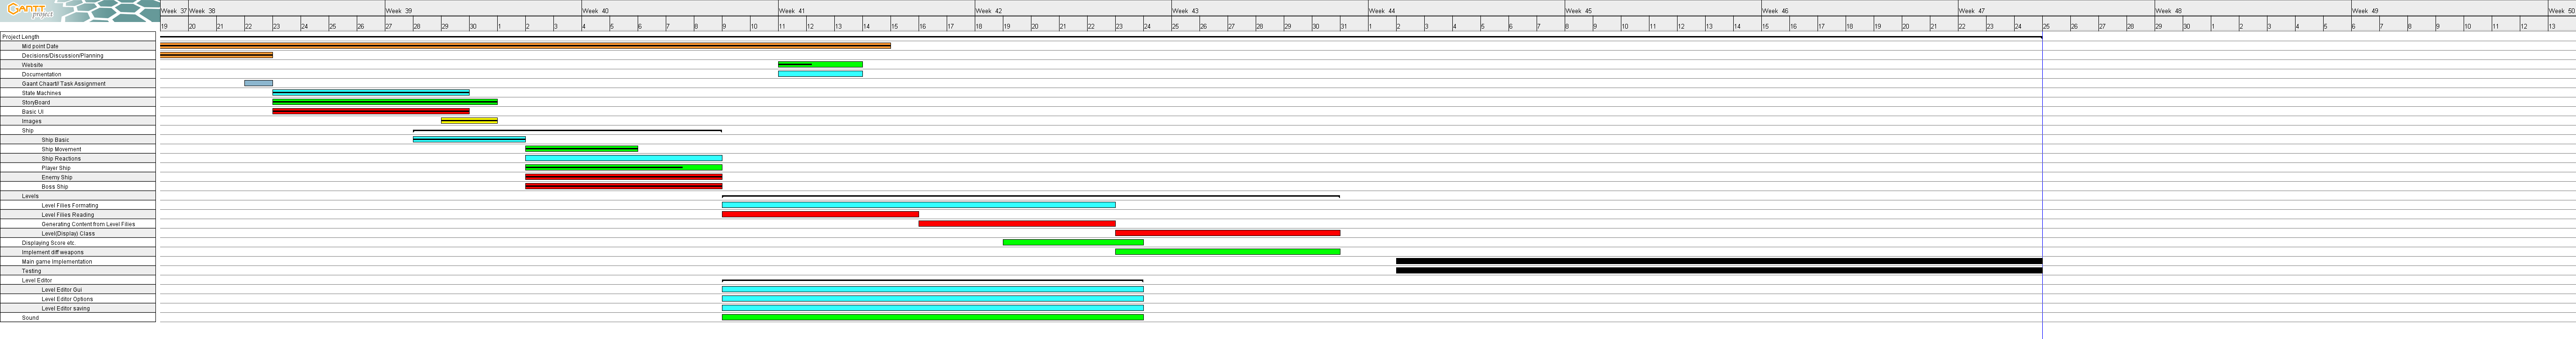 GANTT
project
Week 37 Week 38 Week 39 Week 40 Week 41 Week 42 Week 43 Week 44 Week 45 Week 46 Week 47 Week 48 Week 49 Week 50
19 20 21 22 23 24 25 26 27 28 29 30 1 2 3 4 5 6 7 8 9 10 11 12 13 14 15 16 17 18 19 20 21 22 23 24 25 26 27 28 29 30 31 1 2 3 4 5 6 7 8 9 10 11 12 13 14 15 16 17 18 19 20 21 22 23 24 25 26 27 28 29 30 1 2 3 4 5 6 7 8 9 10 11 12 13
Project Length
Mid point Date
Decisions/Discussion/Planning
Website
Documentation
Gaant Chaart// Task Assignment
State Machines
StoryBoard
Basic UI
Images
Ship
Ship Basic
Ship Movement
Ship Reactions
Player Ship
Enemy Ship
Boss Ship
Levels
Level Filies Formating
Level Filies Reading
Generating Content from Level Filies
Level(Display) Class
Displaying Score etc
Implement diff weapons
Main game Implementation
Testing
Level Editor
Level Editor Gui
Level Editor Options
Level Editor saving
Sound